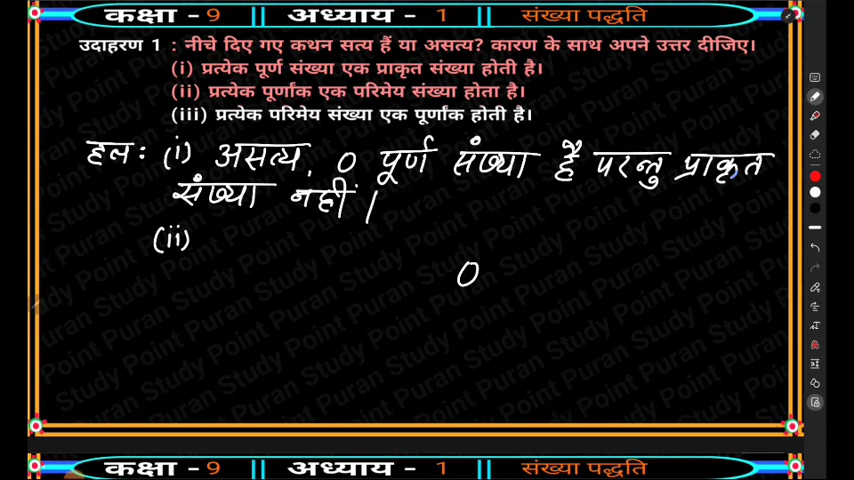 कक्षा - 9 || अध्याय - 1 || संख्या पद्धति
उदाहरण 1 : नीचे दिए गए कथन सत्य हैं या असत्य? कारण के साथ अपने उत्तर दीजिए।
(i) प्रत्येक पूर्ण संख्या एक प्राकृत संख्या होती है।
(ii) प्रत्येक पूर्णांक एक परिमेय संख्या होता है।
(iii) प्रत्येक परिमेय संख्या एक पूर्णांक होती है।
हल: (i) असत्य, 0 पूर्ण संख्या है परन्तु प्राकृत
संख्या नहीं।
(ii)
0
कक्षा - 9 || अध्याय - 1 || संख्या पद्धति